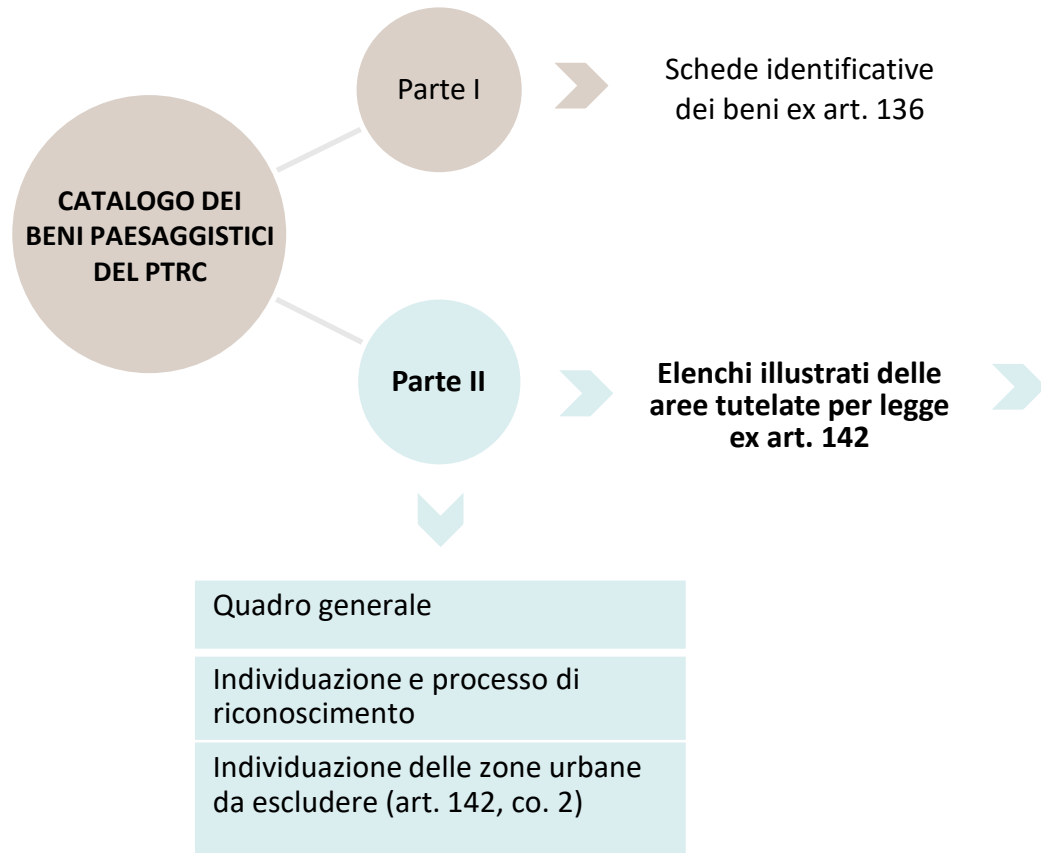 Parte I
Schede identificative
dei beni ex art. 136
CATALOGO DEI
BENI PAESAGGISTICI
DEL PTRC
Parte II
Elenchi illustrati delle
aree tutelate per legge
ex art. 142
Quadro generale
Individuazione e processo di
riconoscimento
Individuazione delle zone urbane
da escludere (art. 142, co. 2)